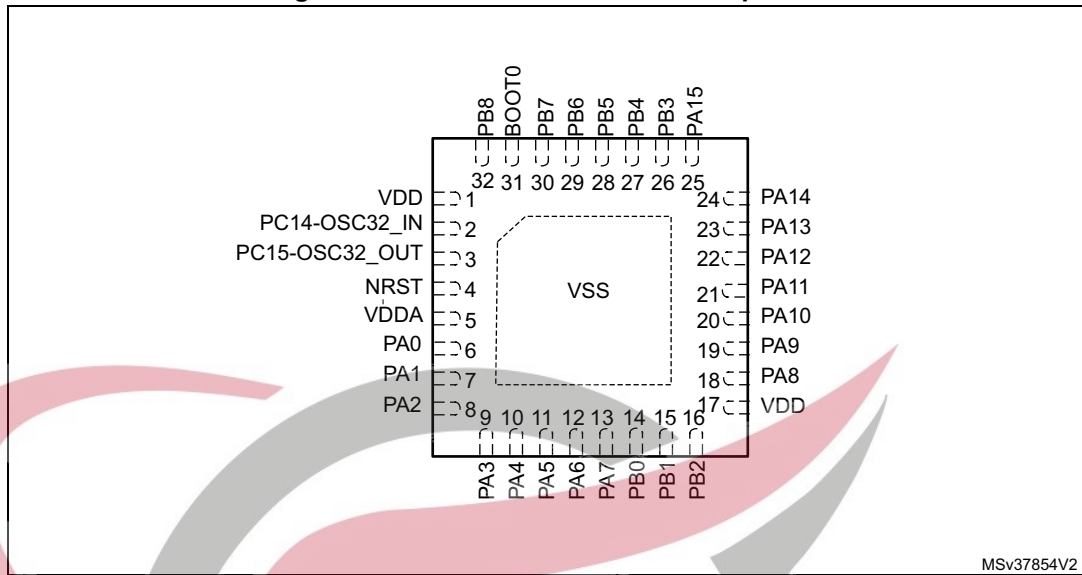 PB8
BOOT0
PB7
PB6
PB5
PB4
PB3
PA15
32 31 30 29 28 27 26 25
VDD 1
PC14-OSC32_IN 2
PC15-OSC32_OUT 3
NRST 4
VDDA 5
PA0 6
PA1 7
PA2 8
VSS
24 PA14
23 PA13
22 PA12
21 PA11
20 PA10
19 PA9
18 PA8
17 VDD
9 10 11 12 13 14 15 16
PA3
PA4
PA5
PA6
PA7
PB0
PB1
PB2
MSv37854V2